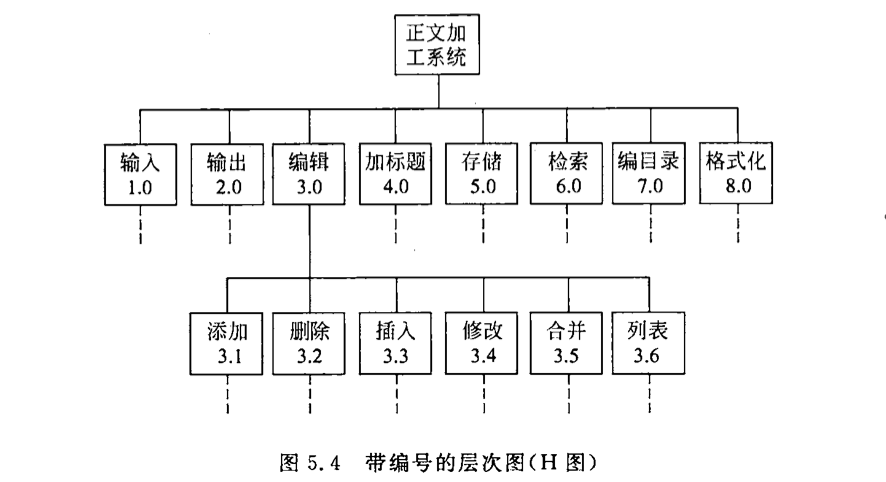 正文加
工系统
输入
1.0
输出
2.0
编辑
3.0
加标题
4.0
存储
5.0
检索
6.0
编目录
7.0
格式化
8.0
添加
3.1
删除
3.2
插入
3.3
修改
3.4
合并
3.5
列表
3.6
图 5.4 带编号的层次图(H 图)